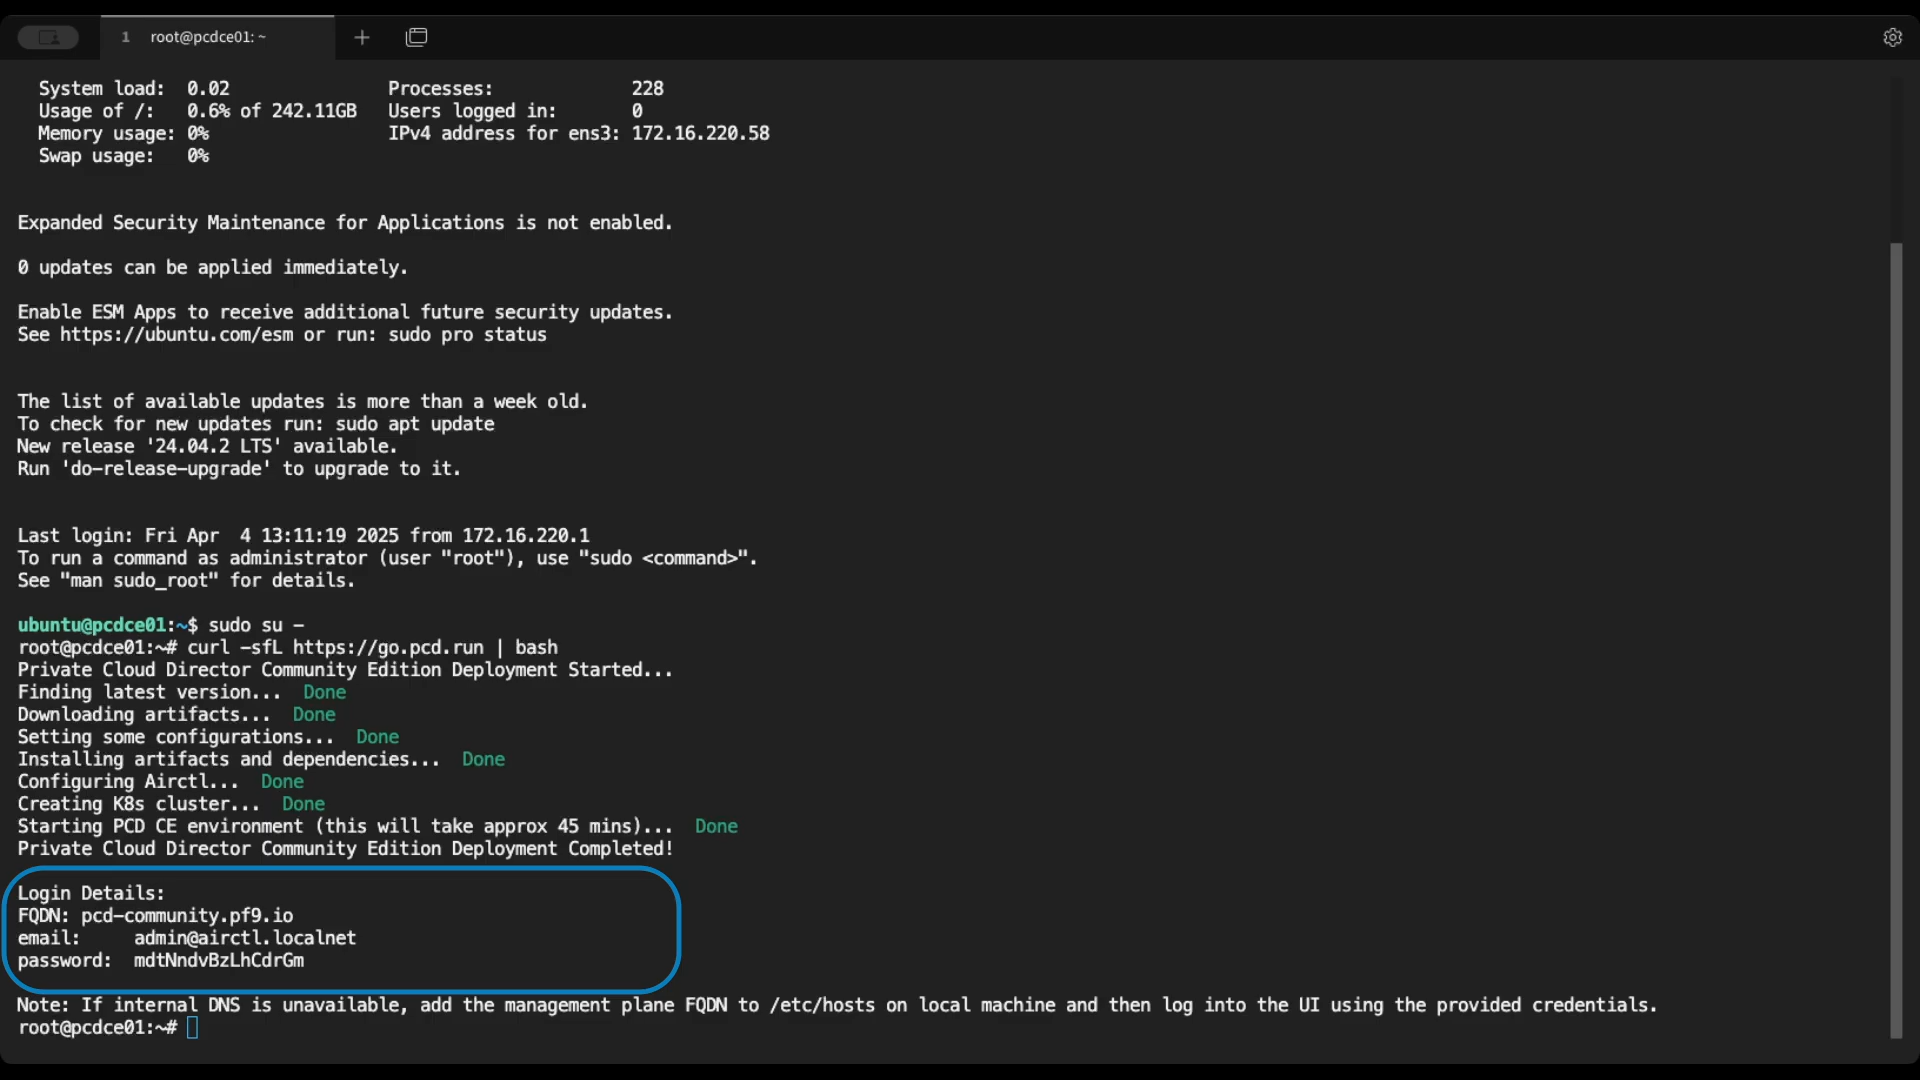 1 root@pcdce01: ~
System load: 0.02 Processes: 228
Usage of /: 0.6% of 242.11GB Users logged in: 0
Memory usage: 0% IPv4 address for ens3: 172.16.220.58
Swap usage: 0%
Expanded Security Maintenance for Applications is not enabled.
0 updates can be applied immediately.
Enable ESM Apps to receive additional future security updates.
See https://ubuntu.com/esm or run: sudo pro status
The list of available updates is more than a week old.
To check for new updates run: sudo apt update
New release '24.04.2 LTS' available.
Run 'do-release-upgrade' to upgrade to it.
Last login: Fri Apr  4 13:11:19 2025 from 172.16.220.1
To run a command as administrator (user "root"), use "sudo <command>".
See "man sudo_root" for details.
ubuntu@pcdce01:~$ sudo su -
root@pcdce01:~# curl -sfL https://go.pcd.run | bash
Private Cloud Director Community Edition Deployment Started...
Finding latest version... Done
Downloading artifacts... Done
Setting some configurations... Done
Installing artifacts and dependencies... Done
Configuring Airctl... Done
Creating K8s cluster... Done
Starting PCD CE environment (this will take approx 45 mins)... Done
Private Cloud Director Community Edition Deployment Completed!
Login Details:
FQDN: pcd-community.pf9.io
email: admin@airctl.localnet
password: mdtNndvBzLhCdrGm
Note: If internal DNS is unavailable, add the management plane FQDN to /etc/hosts on local machine and then log into the UI using the provided credentials.
root@pcdce01:~#